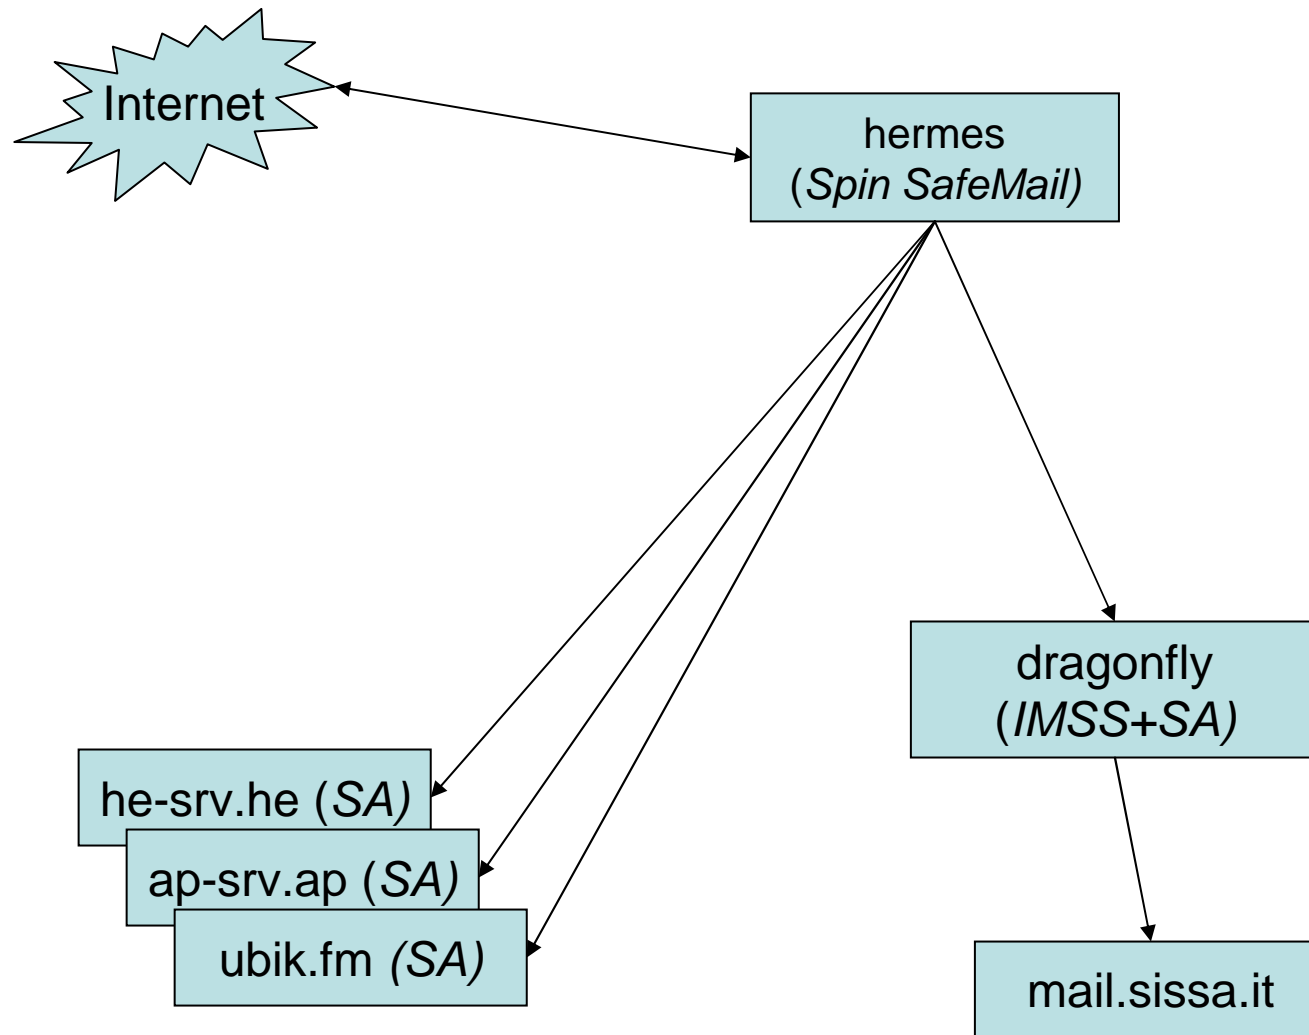 Internet
hermes
(Spin SafeMail)
dragonfly
(IMSS+SA)
he-srv.he (SA)
ap-srv.ap (SA)
ubik.fm (SA)
mail.sissa.it